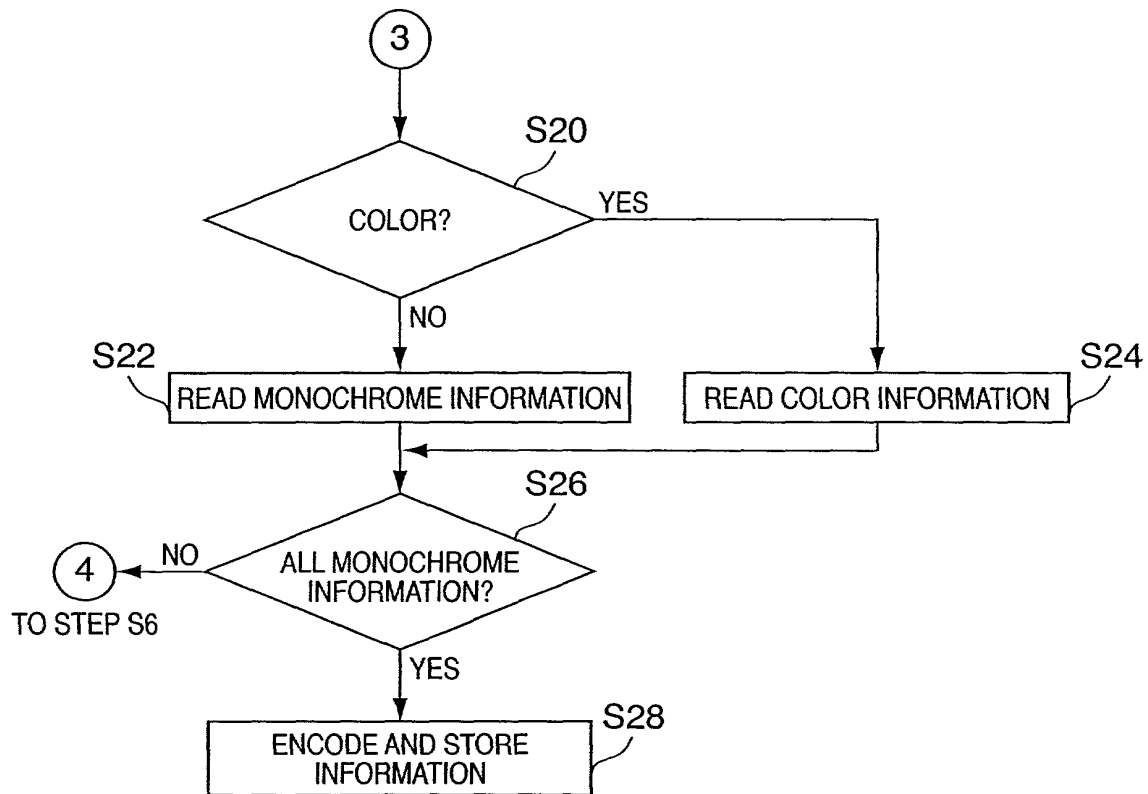 3
S20
COLOR?
YES
NO
S22
S24
READ MONOCHROME INFORMATION
READ COLOR INFORMATION
S26
ALL MONOCHROME
INFORMATION?
NO
4
TO STEP S6
YES
S28
ENCODE AND STORE
INFORMATION